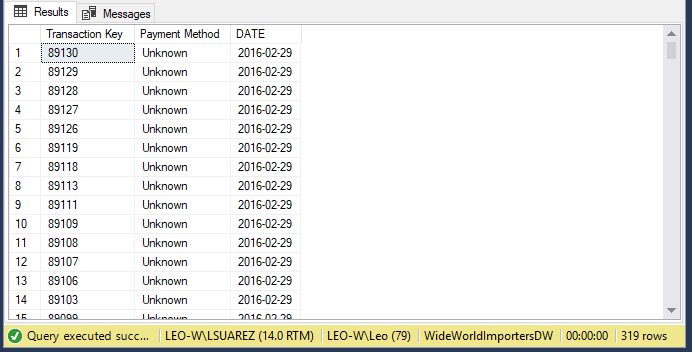 Results Messages
Transaction Key Payment Method DATE
1 89130 Unknown 2016-02-29
2 89129 Unknown 2016-02-29
3 89128 Unknown 2016-02-29
4 89127 Unknown 2016-02-29
5 89126 Unknown 2016-02-29
6 89119 Unknown 2016-02-29
7 89118 Unknown 2016-02-29
8 89113 Unknown 2016-02-29
9 89111 Unknown 2016-02-29
10 89109 Unknown 2016-02-29
11 89108 Unknown 2016-02-29
12 89107 Unknown 2016-02-29
13 89106 Unknown 2016-02-29
14 89103 Unknown 2016-02-29
15 89099 Unknown 2016-02-29
Query executed succ... LEO-W\LSUAREZ (14.0 RTM) LEO-W\Leo (79) WideWorldImportersDW 00:00:00 319 rows